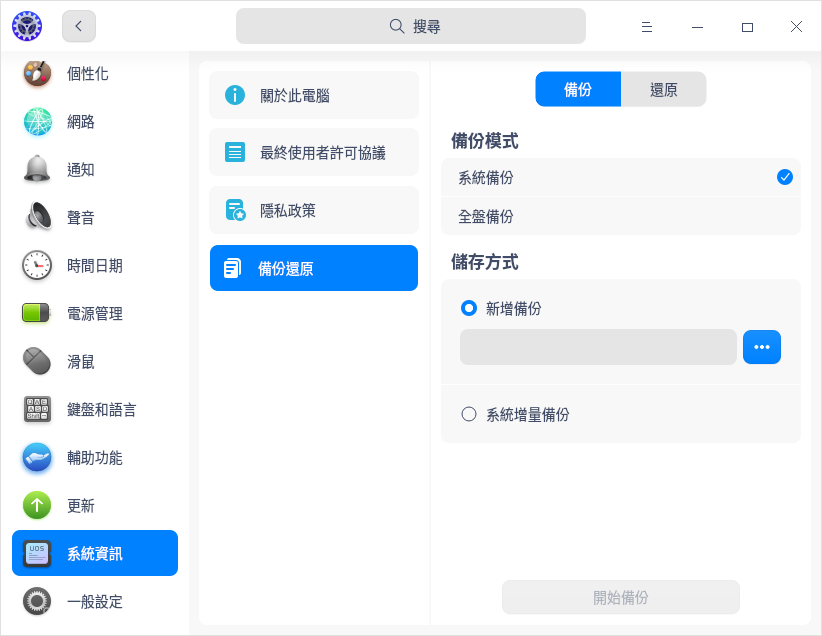 搜尋
個性化
網路
通知
聲音
時間日期
電源管理
滑鼠
鍵盤和語言
輔助功能
更新
UOS
系統資訊
一般設定
關於此電腦
最終使用者許可協議
隱私政策
備份還原
備份
還原
備份模式
系統備份
全盤備份
儲存方式
新增備份
系統增量備份
開始備份